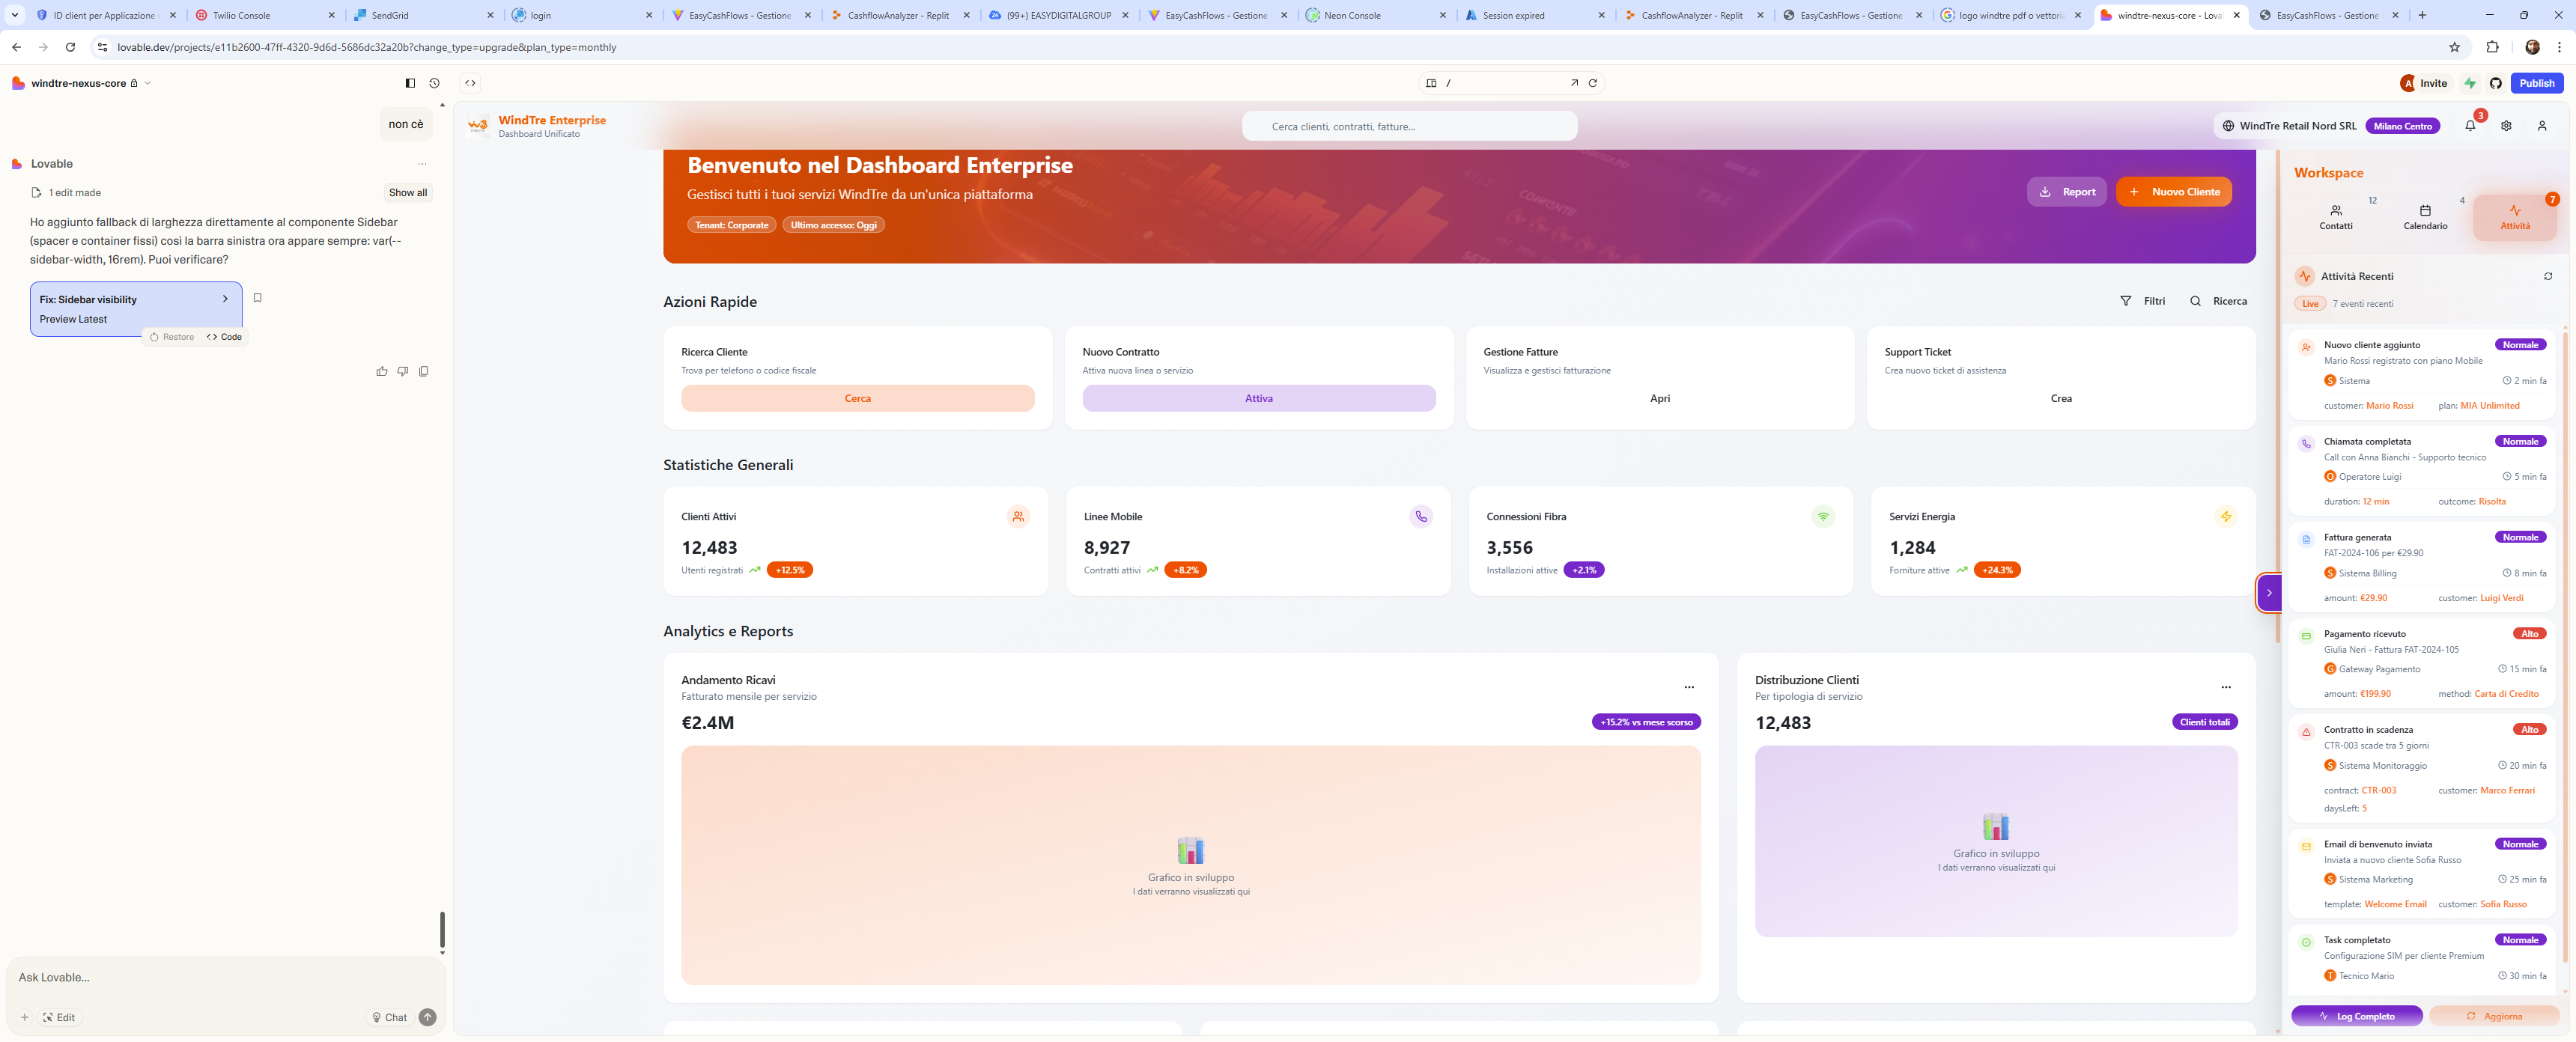 ID client per Applicazione
Twilio Console
SendGrid
login
EasyCashFlows - Gestione
CashflowAnalyzer - Replit
(99+) EASYDIGITALGROUP
EasyCashFlows - Gestione
Neon Console
Session expired
CashflowAnalyzer - Replit
EasyCashFlows - Gestione
logo windtre pdf o vettoria
windtre-nexus-core - Lova
EasyCashFlows - Gestione
lovable.dev/projects/e11b2600-47ff-4320-9d6d-5686dc32a20b?change_type=upgrade&plan_type=monthly
windtre-nexus-core
/
A
Invite
Publish
non cè
Lovable
1 edit made
Show all
Ho aggiunto fallback di larghezza direttamente al componente Sidebar
(spacer e container fissi) così la barra sinistra ora appare sempre: var(--
sidebar-width, 16rem). Puoi verificare?
Fix: Sidebar visibility
Preview Latest
Restore
Code
Ask Lovable...
Edit
Chat
WindTre Enterprise
Dashboard Unificato
Cerca clienti, contratti, fatture...
WindTre Retail Nord SRL
Milano Centro
3
Benvenuto nel Dashboard Enterprise
Gestisci tutti i tuoi servizi WindTre da un'unica piattaforma
Tenant: Corporate
Ultimo accesso: Oggi
Report
Nuovo Cliente
Azioni Rapide
Filtri
Ricerca
Ricerca Cliente
Trova per telefono o codice fiscale
Cerca
Nuovo Contratto
Attiva nuova linea o servizio
Attiva
Gestione Fatture
Visualizza e gestisci fatturazione
Apri
Support Ticket
Crea nuovo ticket di assistenza
Crea
Statistiche Generali
Clienti Attivi
12,483
Utenti registrati
+12.5%
Linee Mobile
8,927
Contratti attivi
+8.2%
Connessioni Fibra
3,556
Installazioni attive
+2.1%
Servizi Energia
1,284
Forniture attive
+24.3%
Analytics e Reports
Andamento Ricavi
Fatturato mensile per servizio
€2.4M
+15.2% vs mese scorso
Grafico in sviluppo
I dati verranno visualizzati qui
Distribuzione Clienti
Per tipologia di servizio
12,483
Clienti totali
Grafico in sviluppo
I dati verranno visualizzati qui
Workspace
12
Contatti
4
Calendario
7
Attività
Attività Recenti
Live
7 eventi recenti
Nuovo cliente aggiunto
Normale
Mario Rossi registrato con piano Mobile
S Sistema
2 min fa
customer: Mario Rossi
plan: MIA Unlimited
Chiamata completata
Normale
Call con Anna Bianchi - Supporto tecnico
O Operatore Luigi
5 min fa
duration: 12 min
outcome: Risolta
Fattura generata
Normale
FAT-2024-106 per €29.90
S Sistema Billing
8 min fa
amount: €29.90
customer: Luigi Verdi
Pagamento ricevuto
Alto
Giulia Neri - Fattura FAT-2024-105
G Gateway Pagamento
15 min fa
amount: €199.90
method: Carta di Credito
Contratto in scadenza
Alto
CTR-003 scade tra 5 giorni
S Sistema Monitoraggio
20 min fa
contract: CTR-003
customer: Marco Ferrari
daysLeft: 5
Email di benvenuto inviata
Normale
Inviata a nuovo cliente Sofia Russo
S Sistema Marketing
25 min fa
template: Welcome Email
customer: Sofia Russo
Task completato
Normale
Configurazione SIM per cliente Premium
T Tecnico Mario
30 min fa
Log Completo
Aggiorna